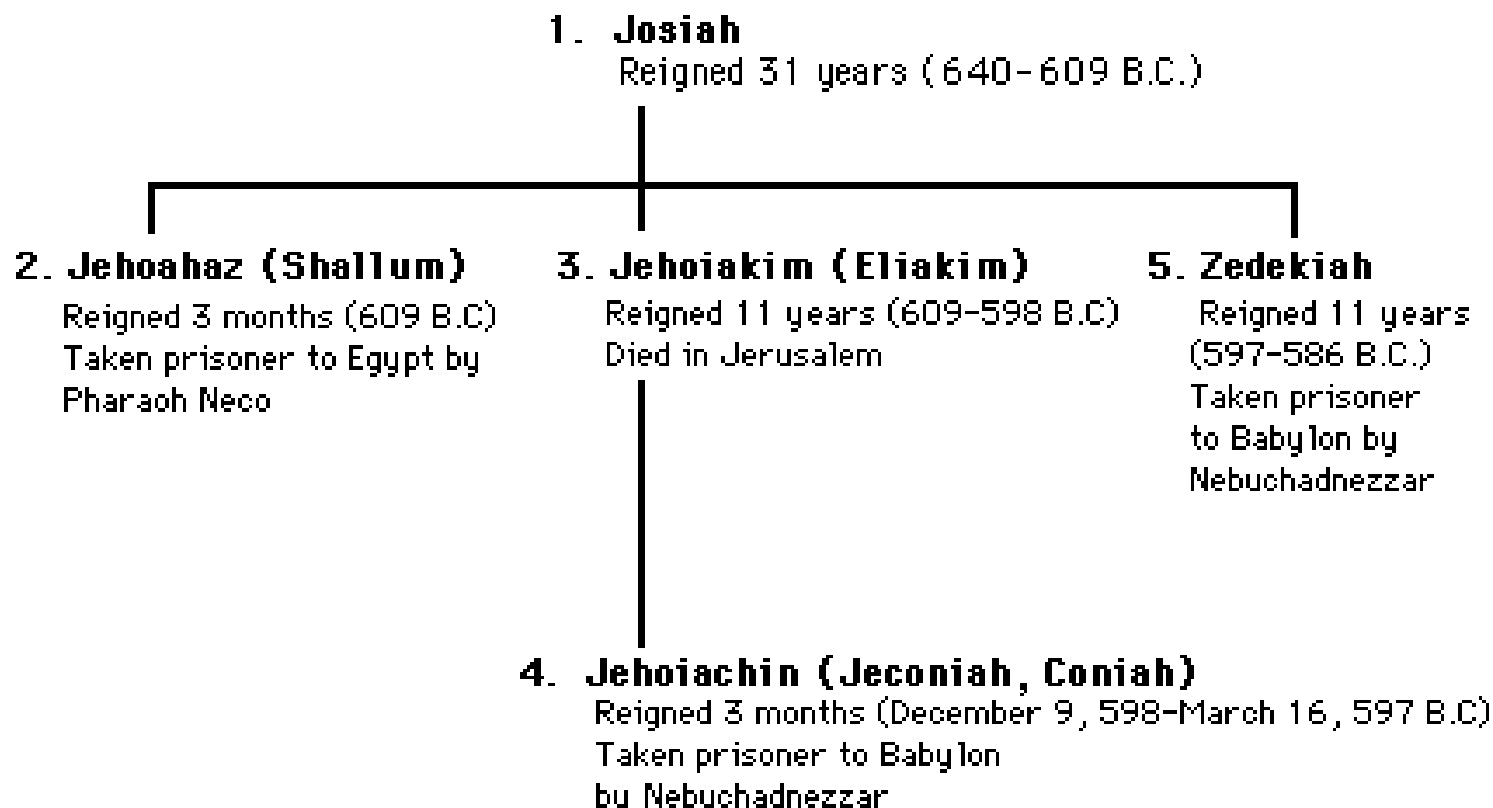 1. Josiah
Reigned 31 years (640-609 B.C.)
2. Jehoahaz (Shallum)
Reigned 3 months (609 B.C)
Taken prisoner to Egypt by
Pharaoh Neco
3. Jehoiakim (Eliakim)
Reigned 11 years (609-598 B.C)
Died in Jerusalem
5. Zedekiah
Reigned 11 years
(597-586 B.C.)
Taken prisoner
to Babylon by
Nebuchadnezzar
4. Jehoiachin (Jeconiah, Coniah)
Reigned 3 months (December 9, 598-March 16, 597 B.C)
Taken prisoner to Babylon
by Nebuchadnezzar